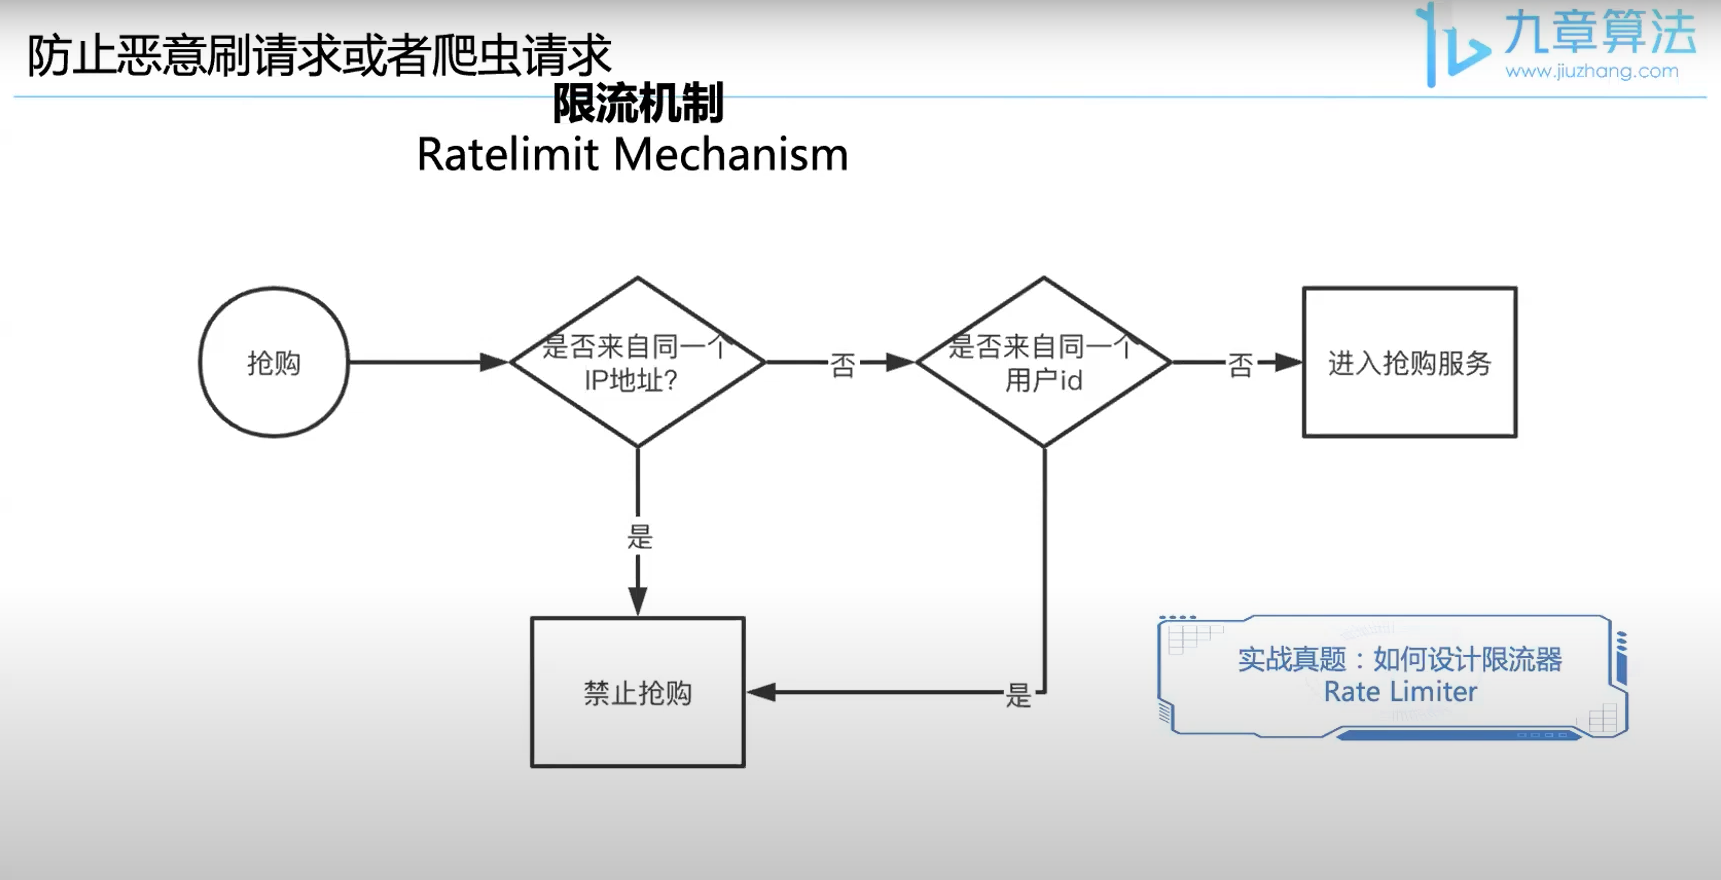 防止恶意刷请求或者爬虫请求
九章算法
www.jiuzhang.com
限流机制
Ratelimit Mechanism
抢购
是否来自同一个
IP地址?
否
是否来自同一个
用户id
否
进入抢购服务
是
禁止抢购
是
实战真题：如何设计限流器
Rate Limiter